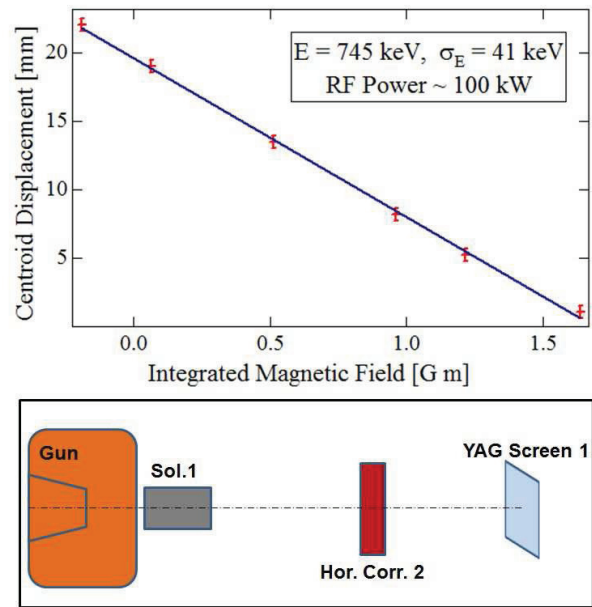 20
15
10
5
Centroid Displacement [mm]
E = 745 keV, σ_E = 41 keV
RF Power ~ 100 kW
0.0 0.5 1.0 1.5
Integrated Magnetic Field [G m]
Gun
Sol.1
YAG Screen 1
Hor. Corr. 2